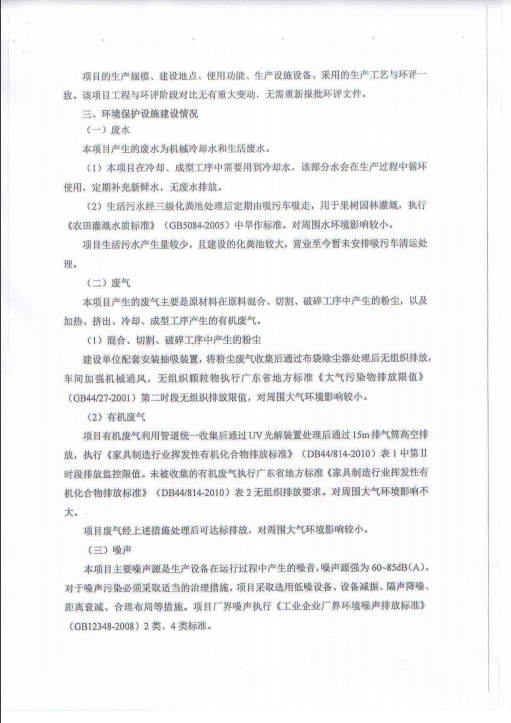 项目的生产规模、建设地点、使用功能、生产设施设备、采用的生产工艺与环评一
致。该项目工程与环评阶段对比无有重大变动，无需重新报批环评文件。
三、环境保护设施建设情况
（一）废水
本项目产生的废水为机械冷却水和生活废水。
（1）本项目在冷却、成型工序中需要用到冷却水，该部分水会在生产过程中循环
使用，定期补充新鲜水，无废水排放。
（2）生活污水经三级化粪池处理后定期由吸污车吸走，用于果树园林灌溉，执行
《农田灌溉水质标准》（GB5084-2005）中旱作标准。对周围水环境影响较小。
项目生活污水产生量较少，且建设的化粪池较大，营业至今暂未安排吸污车清运处
理。
（二）废气
本项目产生的废气主要是原材料在原料混合、切割、破碎工序中产生的粉尘，以及
加热、挤出、冷却、成型工序产生的有机废气。
（1）混合、切割、破碎工序中产生的粉尘
建设单位配套安装抽吸装置，将粉尘废气收集后通过布袋除尘器处理后无组织排放，
车间加强机械通风，无组织颗粒物执行广东省地方标准《大气污染物排放限值》
（GB44/27-2001）第二时段无组织排放限值，对周围大气环境影响较小。
（2）有机废气
项目有机废气利用管道统一收集后通过 UV 光解装置处理后通过 15m 排气筒高空排
放，执行《家具制造行业挥发性有机化合物排放标准》（DB44/814-2010）表 1 中第Ⅱ
时段排放监控限值。未被收集的有机废气执行广东省地方标准《家具制造行业挥发性有
机化合物排放标准》（DB44/814-2010）表 2 无组织排放要求。对周围大气环境影响不
大。
项目废气经上述措施处理后可达标排放，对周围大气环境影响较小。
（三）噪声
本项目主要噪声源是生产设备在运行过程中产生的噪音，噪声源强为 60~85dB(A)。
对于噪声污染必须采取适当的治理措施，项目采取选用低噪设备、设备减振、隔声降噪、
距离衰减、合理布局等措施。项目厂界噪声执行《工业企业厂界环境噪声排放标准》
（GB12348-2008）2 类、4 类标准。